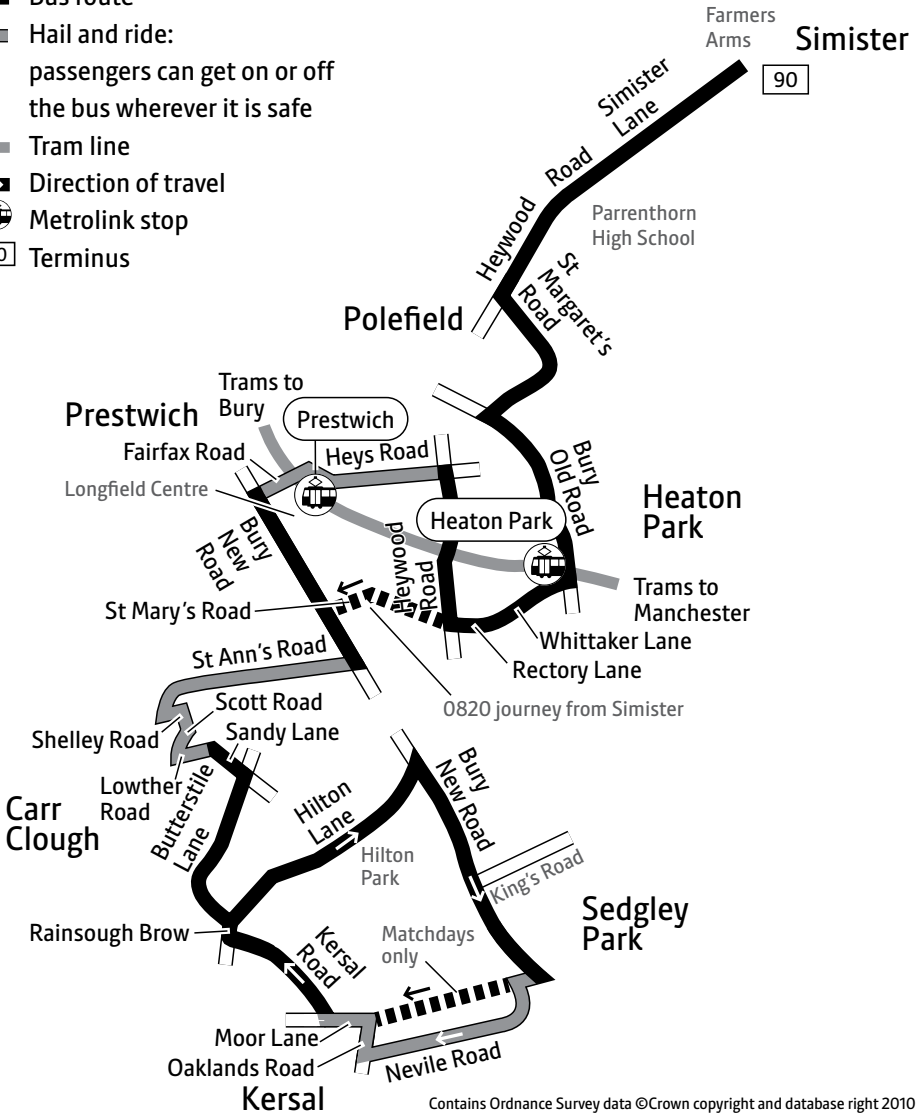 Bus route
Hail and ride:
passengers can get on or off
the bus wherever it is safe
Tram line
Direction of travel
Metrolink stop
Terminus
Farmers
Arms
Simister
90
Simister
Lane
Road
Heywood
Parrenthorn
High School
St
Margaret's
Road
Polefield
Trams to
Bury
Prestwich
Prestwich
Fairfax Road
Heys Road
Longfield Centre
Bury
Old Road
Heaton
Park
Heaton Park
Bury
New
Road
Heywood
Road
Trams to
Manchester
St Mary's Road
Whittaker Lane
Rectory Lane
St Ann's Road
0820 journey from Simister
Scott Road
Shelley Road
Sandy Lane
Lowther
Road
Carr
Clough
Butterstile
Lane
Hilton
Lane
Bury
New Road
Hilton
Park
King's Road
Sedgley
Park
Rainsough Brow
Kersal
Road
Matchdays
only
Moor Lane
Oaklands Road
Nevile Road
Kersal
Contains Ordnance Survey data ©Crown copyright and database right 2010